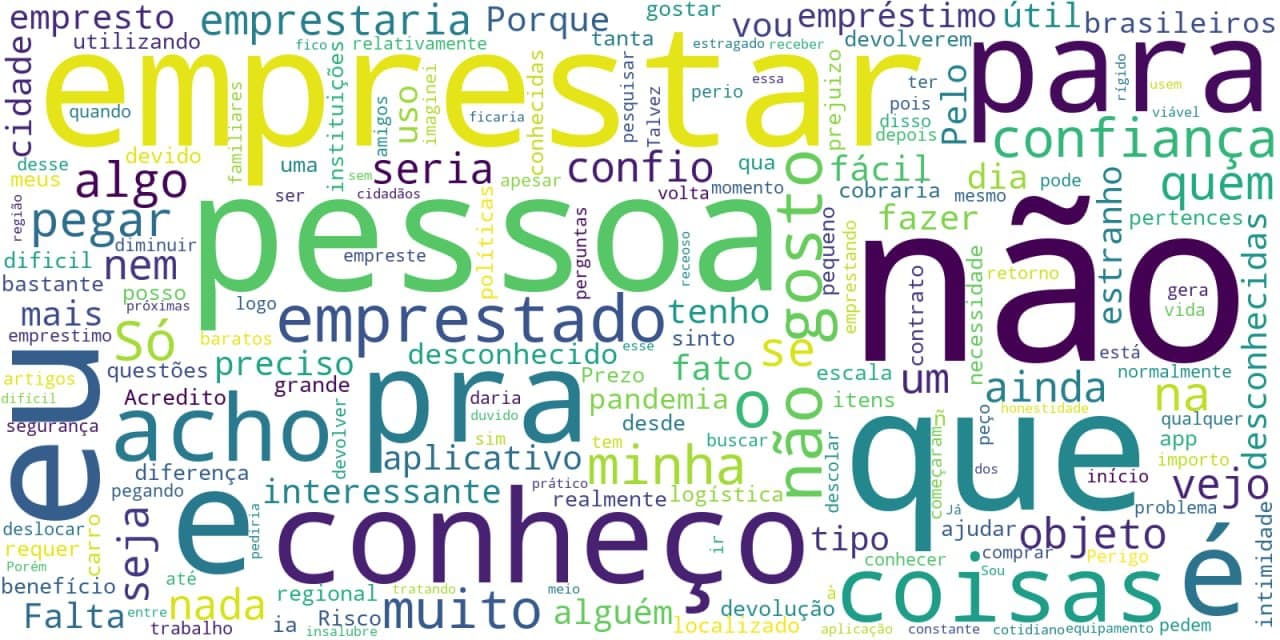 empresto
emprestaria
Porque
gostar
vou
empréstimo
útil
brasileiros
utilizando
fico
relativamente
tanta
estragado
receber
devolverem
cidade
emprestar
para
quando
familiares
instituições
amigos
uso
imaginei
ficaria
conhecidas
pesquisar
Talvez
perio
essa
prejuizo
ter
pois
disso
depois
Pelo
rígido
usem
viável
confiança
desse
devido
meus
algo
uma
sem
seria
apesar
confio
qua
fácil
dia
pode
quem
ser
cidadãos
volta
momento
cobraria
mesmo
estranho
região
pegar
diminuir
pessoa
políticas
perguntas
receoso
não gosto
pequeno
fazer
pertences
não
dificil
nem
empreste
emprestando
contrato
necessidade
retorno
gera
vida
desconhecidas
bastante
posso
próximas
logo
mais
emprestado
tenho
emprestimo
Só
baratos
sinto
se
está
eu
questões
preciso
desconhecido
esse
fato
escala
um
ainda
normalmente
na
artigos
difícil
Acredito
grande
pra
daria
duvido
Prezo
pandemia
o
itens
honestidade
qualquer
segurança
acho
devolver
sim
tem
desde
buscar
descolar
que
começaram
peço
app
diferença
aplicativo
minha
dos
início
importo
pegando
e
interessante
prático
realmente
logística
Já
vejo
deslocar
seja
pediria
conheço
ir
tipo
ajudar
objeto
problema
requer
carro
Porém
conhecer
comprar
Perigo
é
intimidade
benefício
até
Sou
Falta
nada
regional
tratando
meio
à
coisas
entre
ia
Risco
muito
alguém
devolução
trabalho
insalubre
localizado
aplicação
constante
cotidiano
equipamento
pedem